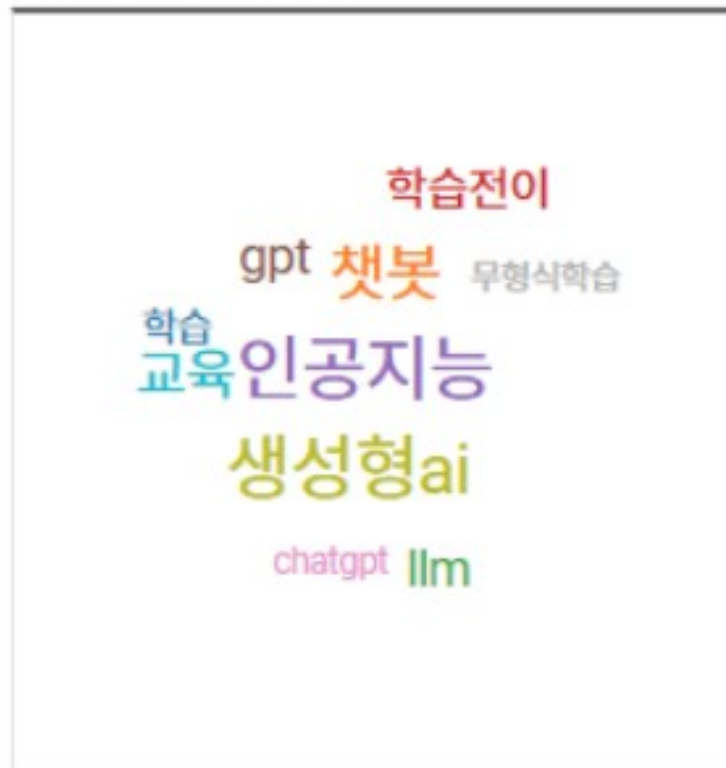 학습전이
gpt 챗봇 무형식학습
학습
교육 인공지능
생성형ai
chatgpt llm